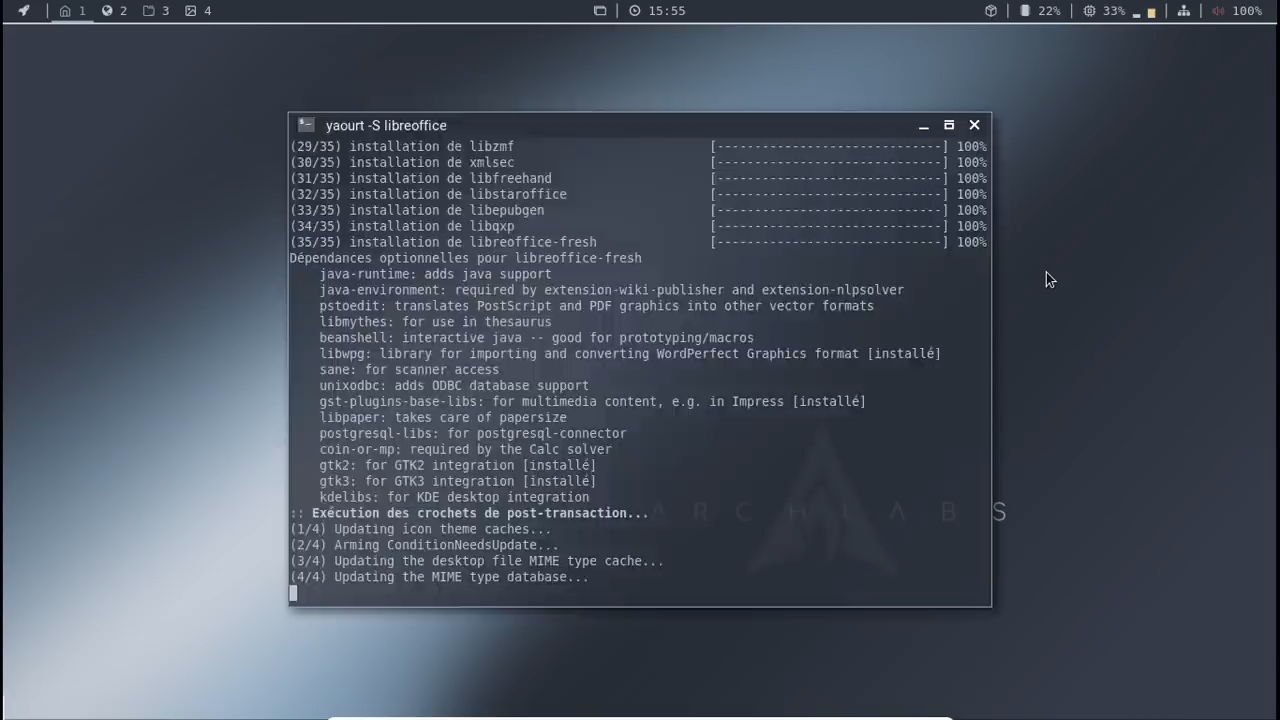 1 2 3 4 15:55 22% 33% 100%
yaourt -S libreoffice
(29/35) installation de libzmf [------------------------------] 100%
(30/35) installation de xmlsec [------------------------------] 100%
(31/35) installation de libfreehand [------------------------------] 100%
(32/35) installation de libstaroffice [------------------------------] 100%
(33/35) installation de libepubgen [------------------------------] 100%
(34/35) installation de libqxp [------------------------------] 100%
(35/35) installation de libreoffice-fresh [------------------------------] 100%
Dépendances optionnelles pour libreoffice-fresh
java-runtime: adds java support
java-environment: required by extension-wiki-publisher and extension-nlpsolver
pstoedit: translates PostScript and PDF graphics into other vector formats
libmythes: for use in thesaurus
beanshell: interactive java -- good for prototyping/macros
libwpg: library for importing and converting WordPerfect Graphics format [installé]
sane: for scanner access
unixodbc: adds ODBC database support
gst-plugins-base-libs: for multimedia content, e.g. in Impress [installé]
libpaper: takes care of papersize
postgresql-libs: for postgresql-connector
coin-or-mp: required by the Calc solver
gtk2: for GTK2 integration [installé]
gtk3: for GTK3 integration [installé]
kdelibs: for KDE desktop integration
:: Exécution des crochets de post-transaction...
(1/4) Updating icon theme caches...
(2/4) Arming ConditionNeedsUpdate...
(3/4) Updating the desktop file MIME type cache...
(4/4) Updating the MIME type database...
ARCHLABS